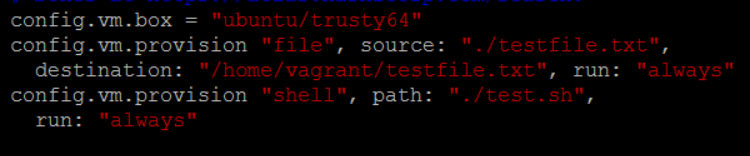 config.vm.box = "ubuntu/trusty64"
config.vm.provision "file", source: "./testfile.txt",
destination: "/home/vagrant/testfile.txt", run: "always"
config.vm.provision "shell", path: "./test.sh",
run: "always"